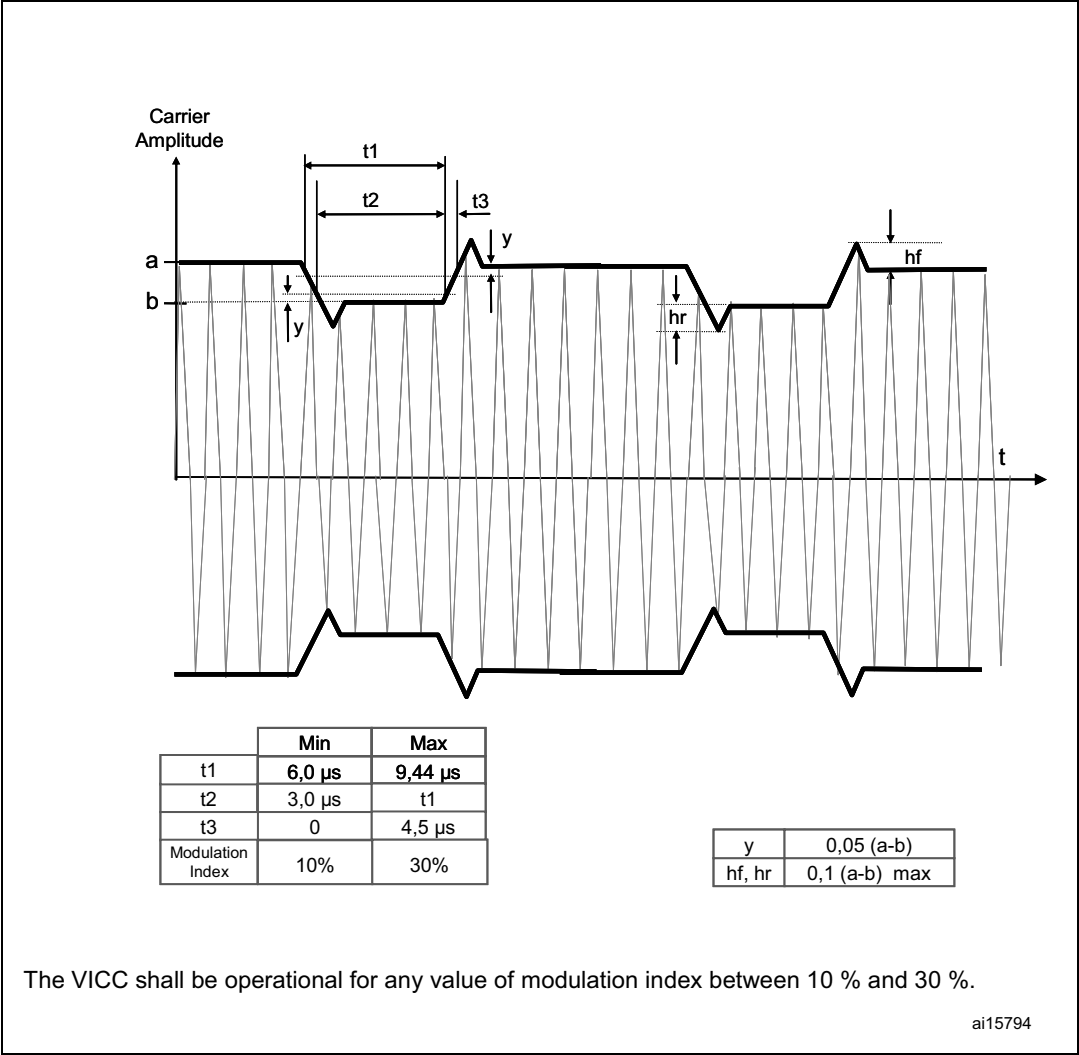 Carrier
Amplitude
t1
t2
t3
y
a
b
y
hr
hf
t
Min Max
t1 6,0 µs 9,44 µs
t2 3,0 µs t1
t3 0 4,5 µs
Modulation
Index 10% 30%
y 0,05 (a-b)
hf, hr 0,1 (a-b) max
The VICC shall be operational for any value of modulation index between 10 % and 30 %.
ai15794